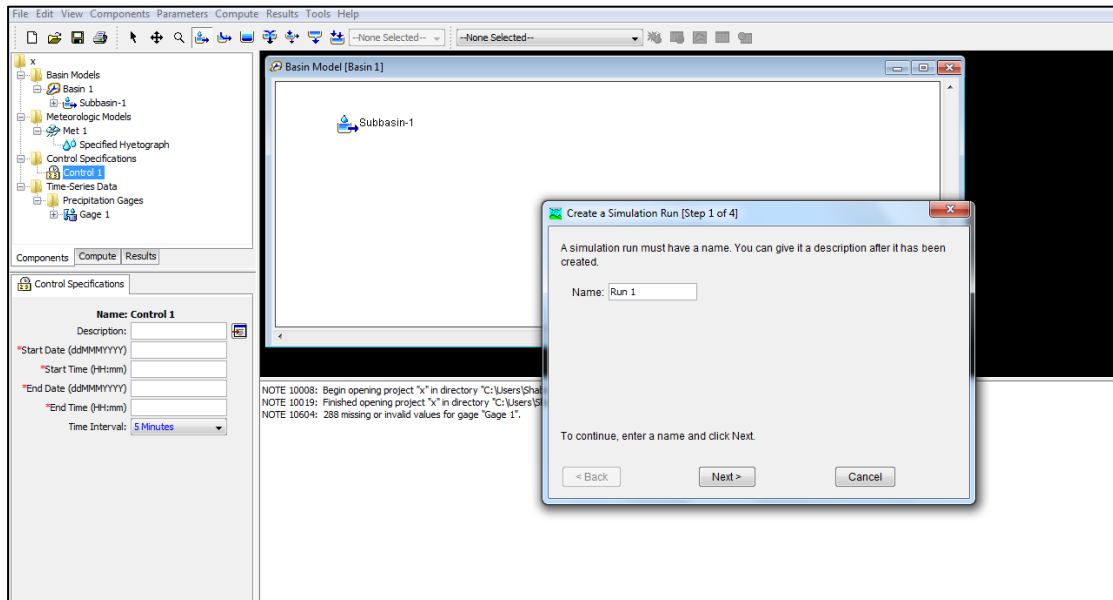 File Edit View Components Parameters Compute Results Tools Help
--None Selected-- --None Selected--
x
Basin Models
Basin 1
Subbasin-1
Meteorologic Models
Met 1
Specified Hyetograph
Control Specifications
Control 1
Time-Series Data
Precipitation Gages
Gage 1
Components Compute Results
Control Specifications
Name: Control 1
Description:
*Start Date (ddMMMYYYY)
*Start Time (HH:mm)
*End Date (ddMMMYYYY)
*End Time (HH:mm)
Time Interval: 5 Minutes
Basin Model [Basin 1]
Subbasin-1
NOTE 10008: Begin opening project "x" in directory "C:\Users\Shab
NOTE 10019: Finished opening project "x" in directory "C:\Users\S
NOTE 10604: 288 missing or invalid values for gage "Gage 1".
Create a Simulation Run [Step 1 of 4]
A simulation run must have a name. You can give it a description after it has been
created.
Name: Run 1
To continue, enter a name and click Next.
< Back Next > Cancel